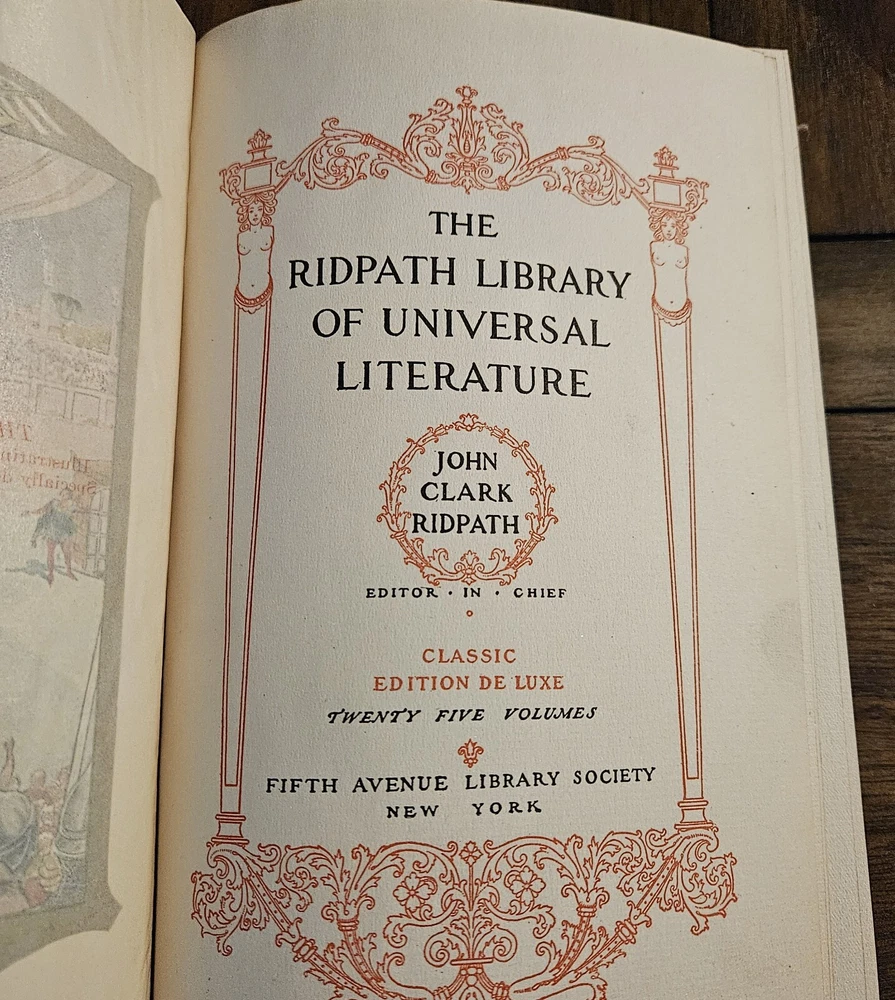 THE
RIDPATH LIBRARY
OF UNIVERSAL
LITERATURE
JOHN
CLARK
RIDPATH
EDITOR · IN · CHIEF
CLASSIC
EDITION DE LUXE
TWENTY FIVE VOLUMES
FIFTH AVENUE LIBRARY SOCIETY
NEW YORK